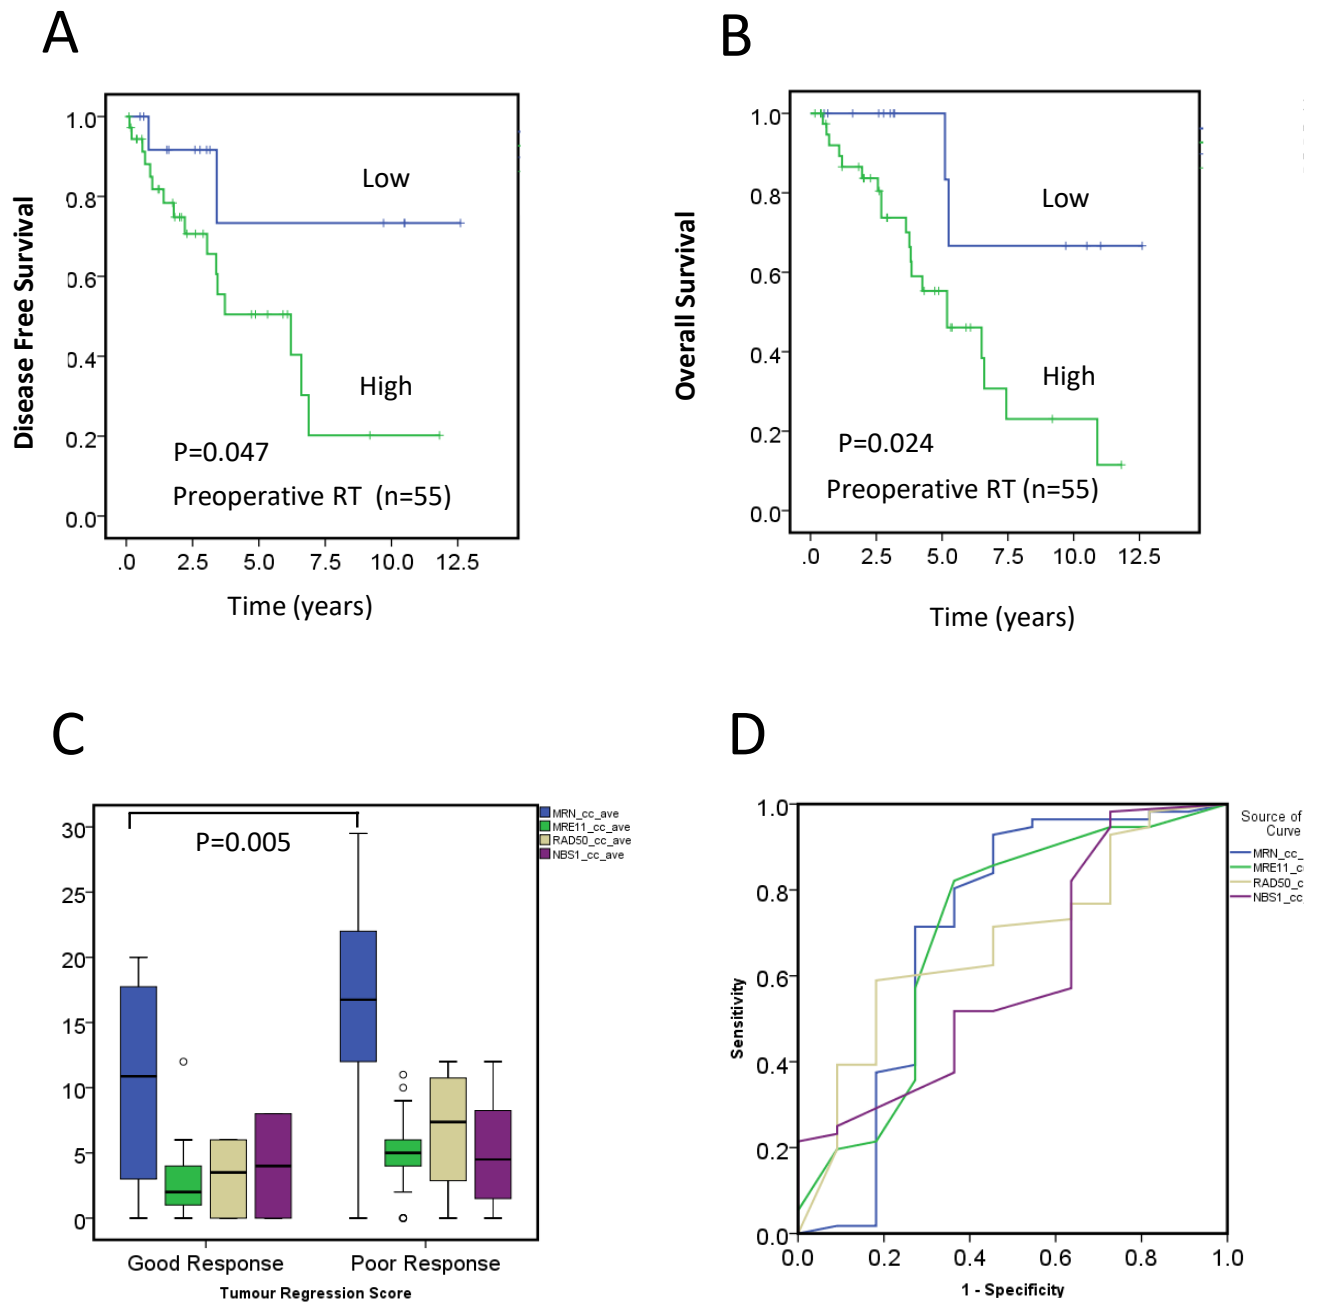 A
Disease Free Survival
1.0
0.8
0.6
0.4
0.2
0.0
Low
High
P=0.047
Preoperative RT (n=55)
.0 2.5 5.0 7.5 10.0 12.5
Time (years)
B
Overall Survival
1.0
0.8
0.6
0.4
0.2
0.0
Low
High
P=0.024
Preoperative RT (n=55)
.0 2.5 5.0 7.5 10.0 12.5
Time (years)
C
30
25
20
15
10
5
0
P=0.005
MRN_cc_ave
MRE11_cc_ave
RAD50_cc_ave
NBS1_cc_ave
Good Response Poor Response
Tumour Regression Score
D
Sensitivity
1.0
0.8
0.6
0.4
0.2
0.0
0.0 0.2 0.4 0.6 0.8 1.0
1 - Specificity
Source of
Curve
MRN_cc_
MRE11_c
RAD50_c
NBS1_cc